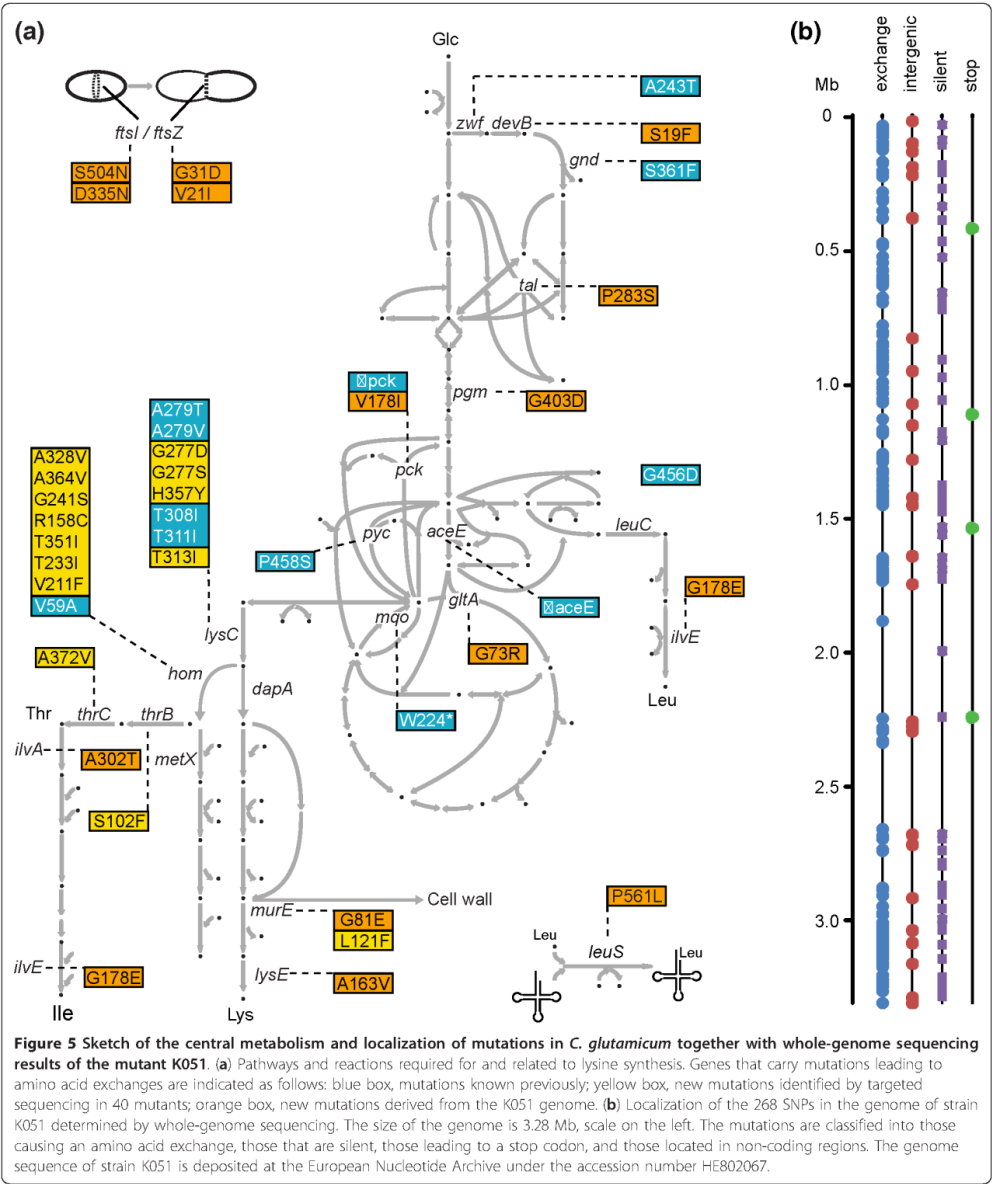 (a)
Glc
ftsI / ftsZ
S504N
D335N
G31D
V21I
zwf devB
A243T
S19F
gnd
S361F
tal
P283S
pgm
G403D
pck
V178I
pck
A279T
A279V
G277D
G277S
H357Y
T308I
T311I
T313I
lysC
A328V
A364V
G241S
R158C
T351I
T233I
V211F
V59A
hom
P458S
pyc
aceE
G456D
leuC
aceE
gltA
mqo
G73R
W224*
G178E
ilvE
Leu
A372V
dapA
Thr
thrC
thrB
ilvA
A302T
metX
S102F
Cell wall
murE
G81E
L121F
lysE
A163V
ilvE
G178E
Ile
Lys
P561L
Leu
leuS
Leu
(b)
Mb
exchange
intergenic
silent
stop
0
0.5
1.0
1.5
2.0
2.5
3.0
Figure 5 Sketch of the central metabolism and localization of mutations in C. glutamicum together with whole-genome sequencing
results of the mutant K051. (a) Pathways and reactions required for and related to lysine synthesis. Genes that carry mutations leading to
amino acid exchanges are indicated as follows: blue box, mutations known previously; yellow box, new mutations identified by targeted
sequencing in 40 mutants; orange box, new mutations derived from the K051 genome. (b) Localization of the 268 SNPs in the genome of strain
K051 determined by whole-genome sequencing. The size of the genome is 3.28 Mb, scale on the left. The mutations are classified into those
causing an amino acid exchange, those that are silent, those leading to a stop codon, and those located in non-coding regions. The genome
sequence of strain K051 is deposited at the European Nucleotide Archive under the accession number HE802067.